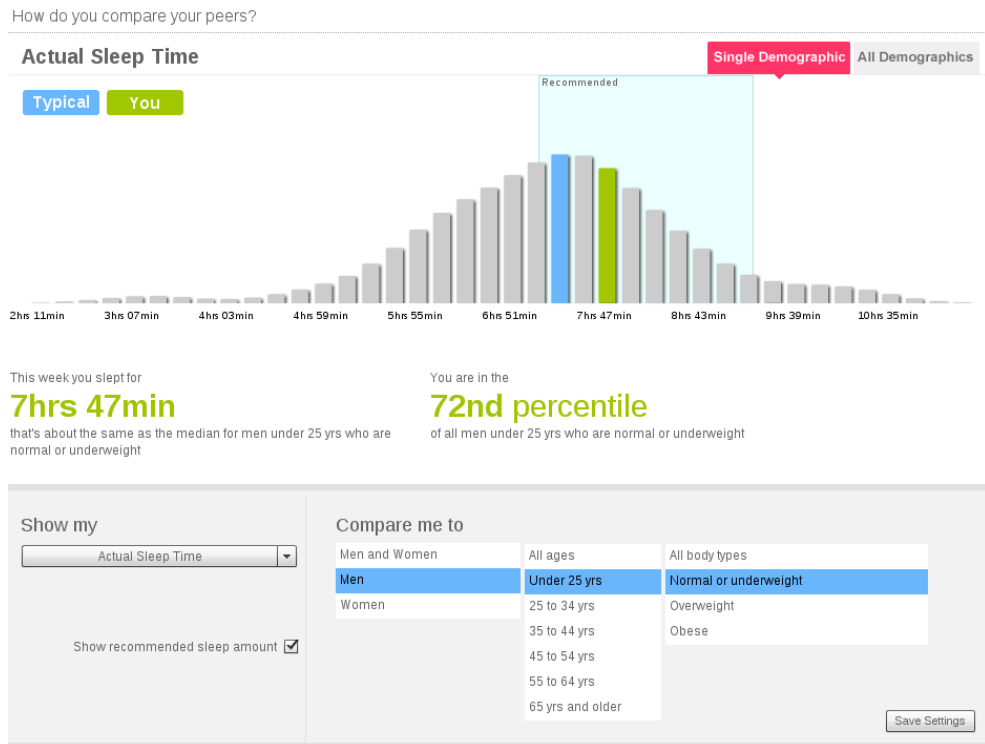 How do you compare your peers?
Actual Sleep Time
Single Demographic
All Demographics
Recommended
Typical
You
2hrs 11min 3hrs 07min 4hrs 03min 4hrs 59min 5hrs 55min 6hrs 51min 7hrs 47min 8hrs 43min 9hrs 39min 10hrs 35min
This week you slept for
7hrs 47min
that's about the same as the median for men under 25 yrs who are
normal or underweight
You are in the
72nd percentile
of all men under 25 yrs who are normal or underweight
Show my
Actual Sleep Time
Show recommended sleep amount
Compare me to
Men and Women
Men
Women
All ages
Under 25 yrs
25 to 34 yrs
35 to 44 yrs
45 to 54 yrs
55 to 64 yrs
65 yrs and older
All body types
Normal or underweight
Overweight
Obese
Save Settings